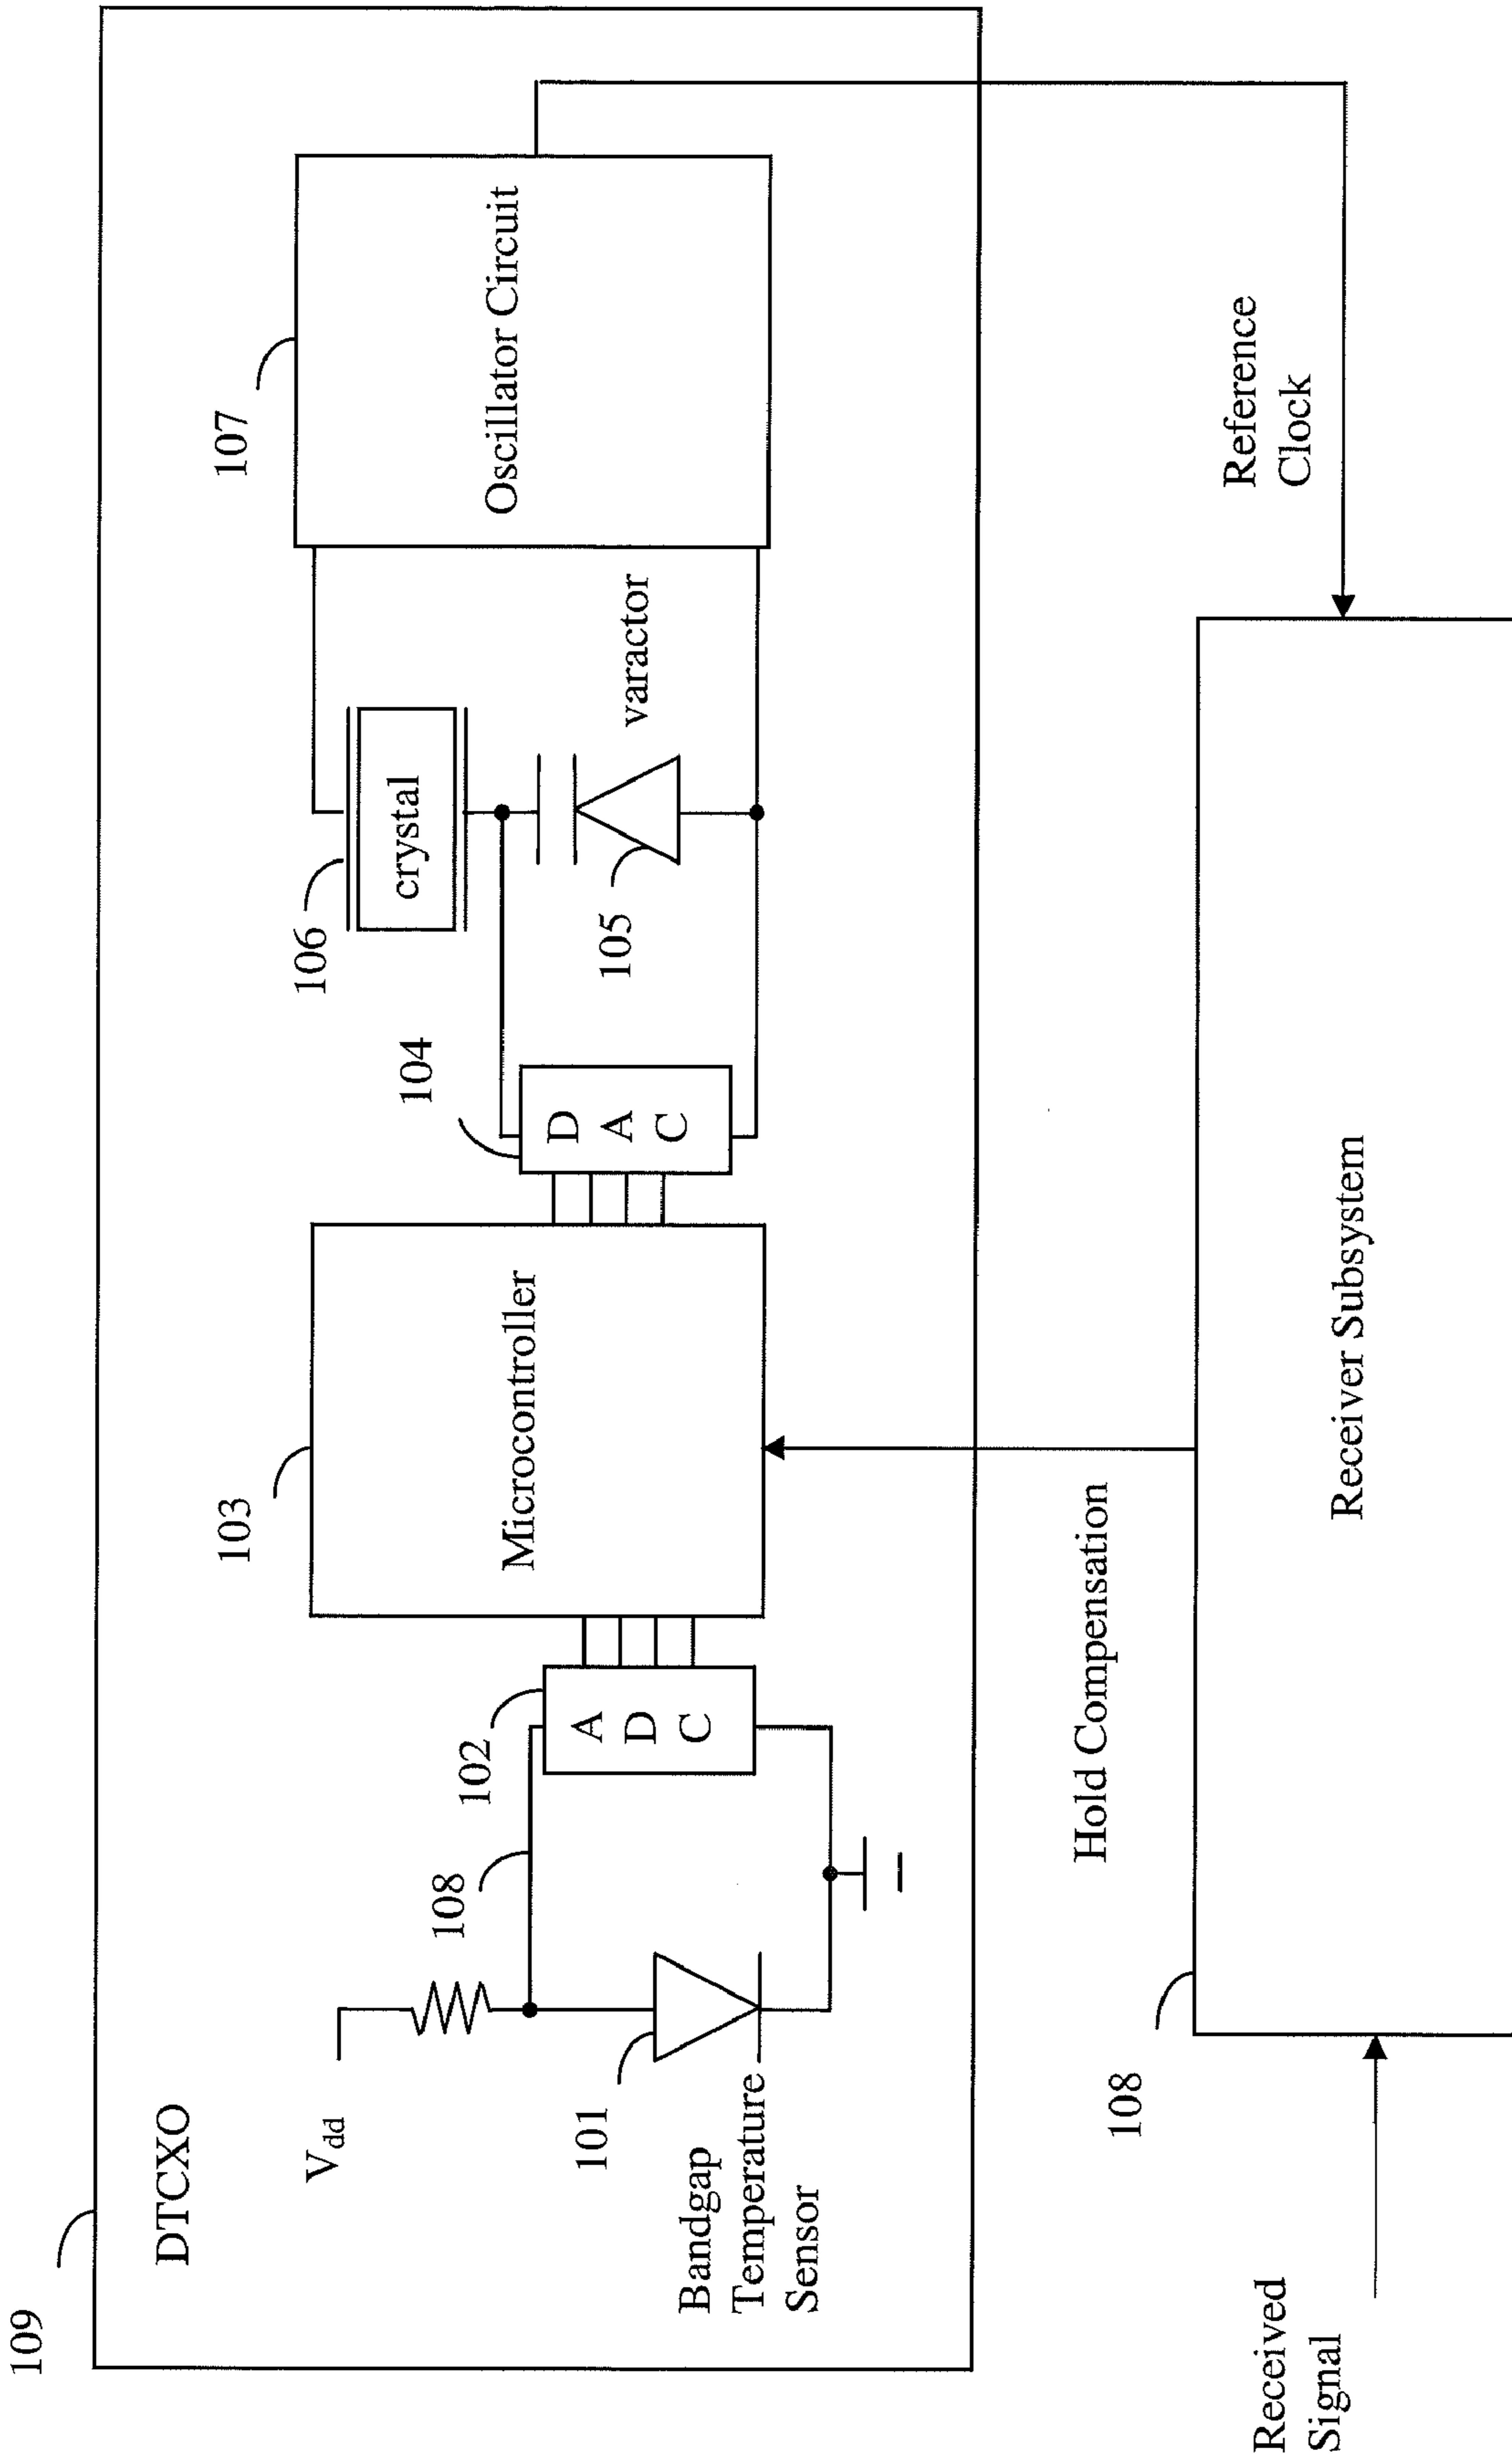 109
DTCXO
V_dd
108
101
Bandgap
Temperature
Sensor
102
A
D
C
103
Microcontroller
104
D
A
C
106
crystal
105
varactor
107
Oscillator Circuit
Hold Compensation
Reference
Clock
108
Receiver Subsystem
Received
Signal